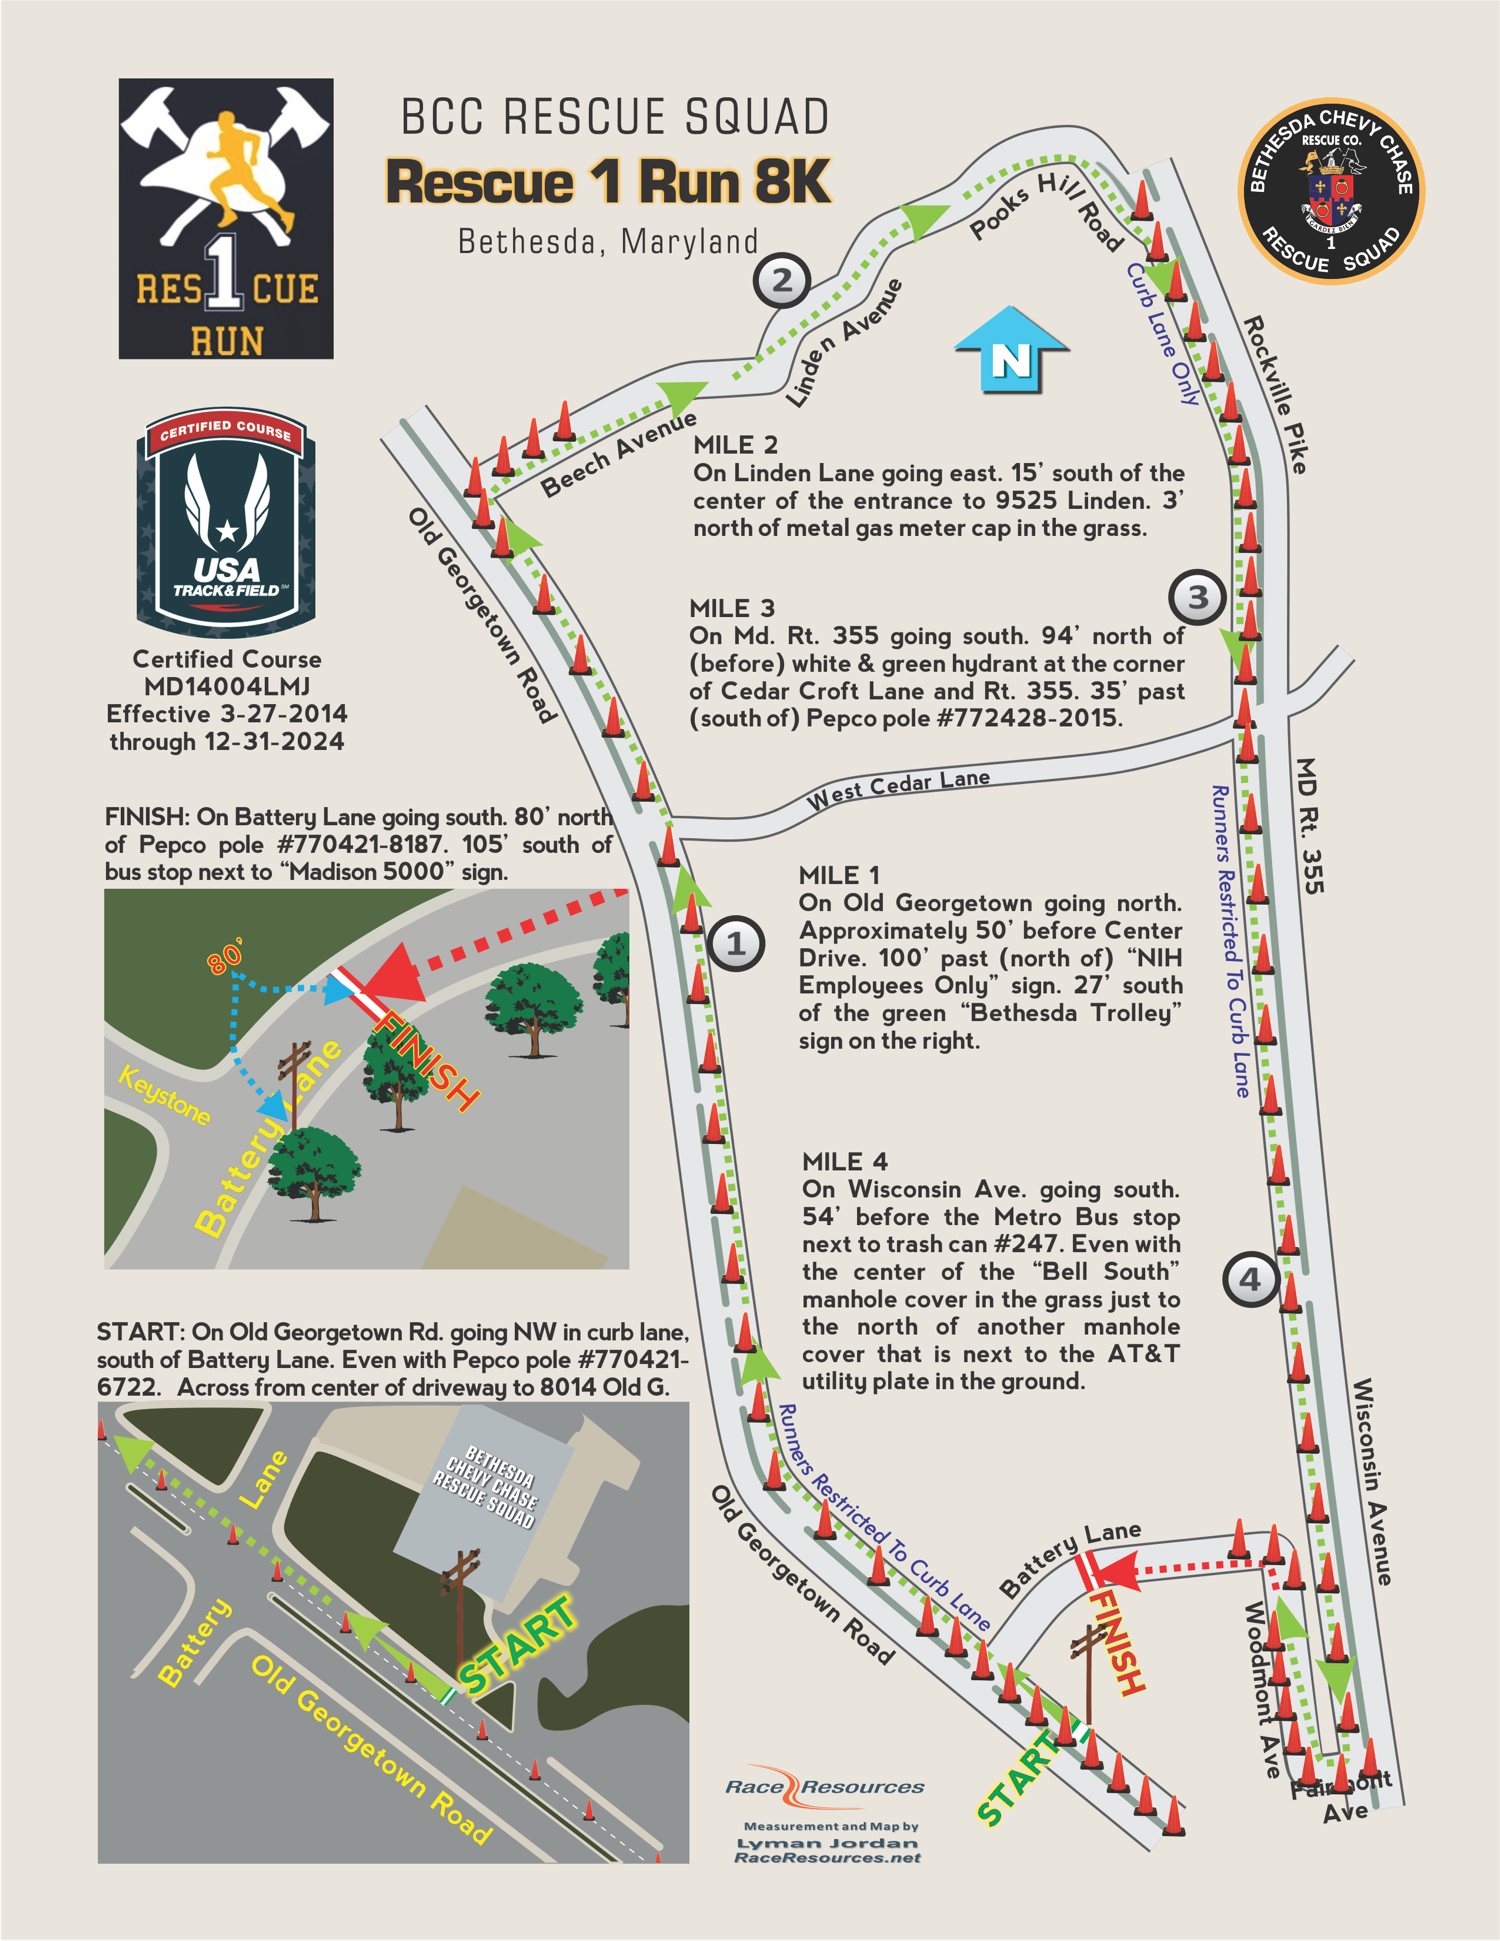 BCC RESCUE SQUAD
Rescue 1 Run 8K
Bethesda, Maryland
RES1CUE
RUN
BETHESDA CHEVY CHASE
RESCUE CO.
GARDEZ BIEN
1
RESCUE SQUAD
CERTIFIED COURSE
USA
TRACK&FIELD SM
Certified Course
MD14004LMJ
Effective 3-27-2014
through 12-31-2024
2
Pooks Hill Road
Linden Avenue
Beech Avenue
N
Curb Lane Only
Rockville Pike
Old Georgetown Road
MILE 2
On Linden Lane going east. 15' south of the
center of the entrance to 9525 Linden. 3'
north of metal gas meter cap in the grass.
3
MILE 3
On Md. Rt. 355 going south. 94' north of
(before) white & green hydrant at the corner
of Cedar Croft Lane and Rt. 355. 35' past
(south of) Pepco pole #772428-2015.
West Cedar Lane
MD Rt. 355
Runners Restricted To Curb Lane
FINISH: On Battery Lane going south. 80' north
of Pepco pole #770421-8187. 105' south of
bus stop next to “Madison 5000” sign.
80'
FINISH
Keystone
Battery Lane
1
MILE 1
On Old Georgetown going north.
Approximately 50' before Center
Drive. 100' past (north of) “NIH
Employees Only” sign. 27' south
of the green “Bethesda Trolley”
sign on the right.
MILE 4
On Wisconsin Ave. going south.
54' before the Metro Bus stop
next to trash can #247. Even with
the center of the “Bell South”
manhole cover in the grass just to
the north of another manhole
cover that is next to the AT&T
utility plate in the ground.
4
START: On Old Georgetown Rd. going NW in curb lane,
south of Battery Lane. Even with Pepco pole #770421-
6722. Across from center of driveway to 8014 Old G.
BETHESDA
CHEVY CHASE
RESCUE SQUAD
Lane
Battery
START
Old Georgetown Road
Runners Restricted To Curb Lane
Old Georgetown Road
Wisconsin Avenue
Battery Lane
FINISH
Woodmont Ave
START
Fairmont
Ave
Race Resources
Measurement and Map by
Lyman Jordan
RaceResources.net